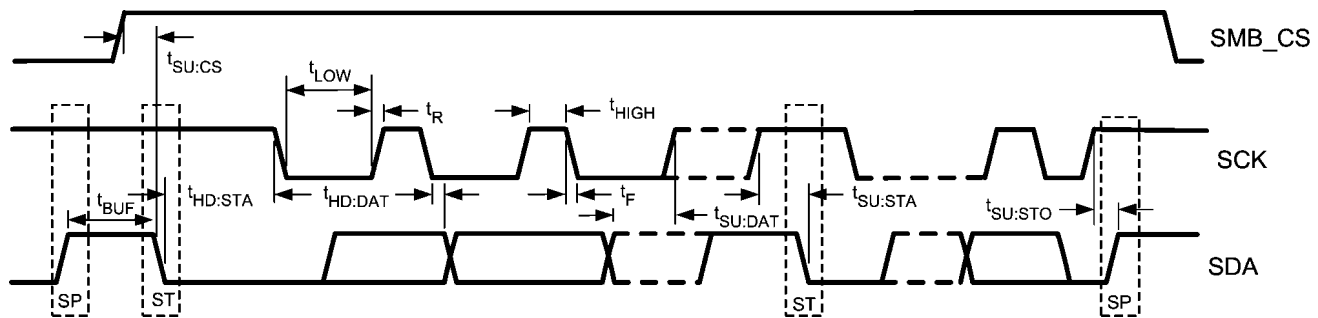 SMB_CS
tSU:CS
tLOW
tR
tHIGH
SCK
tHD:STA
tHD:DAT
tF
tSU:DAT
tSU:STA
tSU:STO
tBUF
SDA
SP
ST
ST
SP